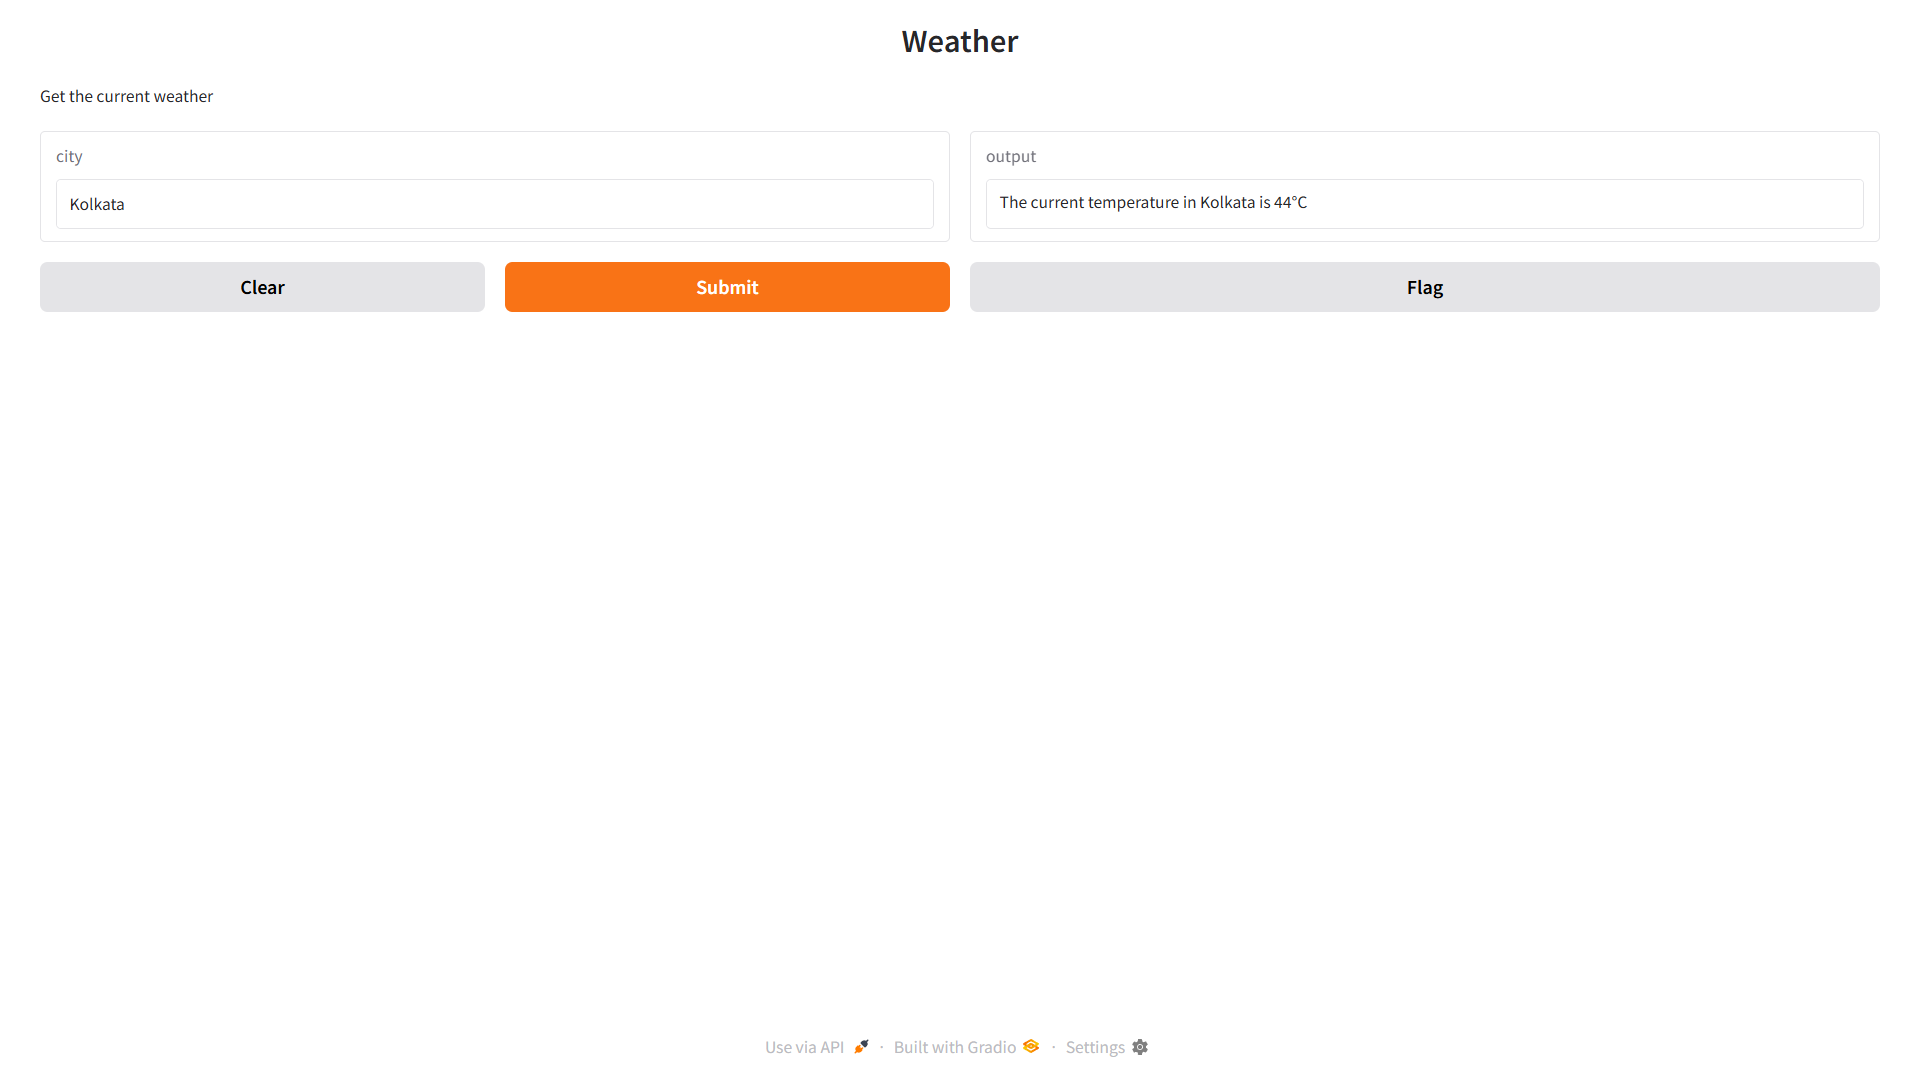 Weather
Get the current weather
city
Kolkata
output
The current temperature in Kolkata is 44°C
Clear
Submit
Flag
Use via API · Built with Gradio · Settings